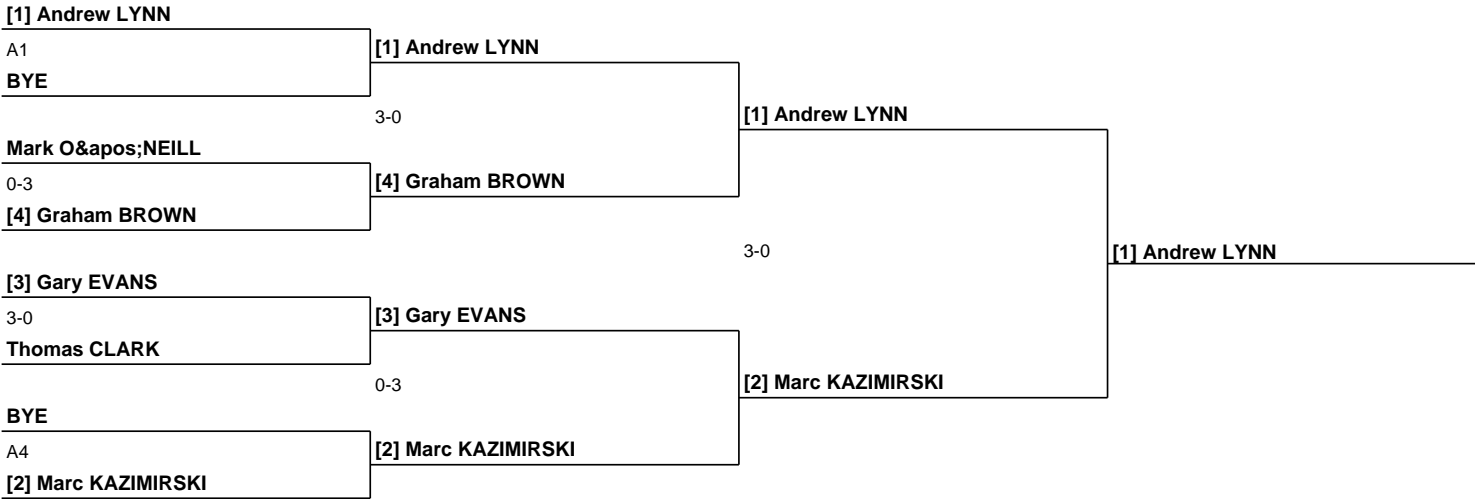 [1] Andrew LYNN
A1
BYE
[1] Andrew LYNN
3-0
Mark O&apos;NEILL
0-3
[4] Graham BROWN
[4] Graham BROWN
[1] Andrew LYNN
3-0
[3] Gary EVANS
3-0
Thomas CLARK
[3] Gary EVANS
0-3
BYE
A4
[2] Marc KAZIMIRSKI
[2] Marc KAZIMIRSKI
[2] Marc KAZIMIRSKI
[1] Andrew LYNN